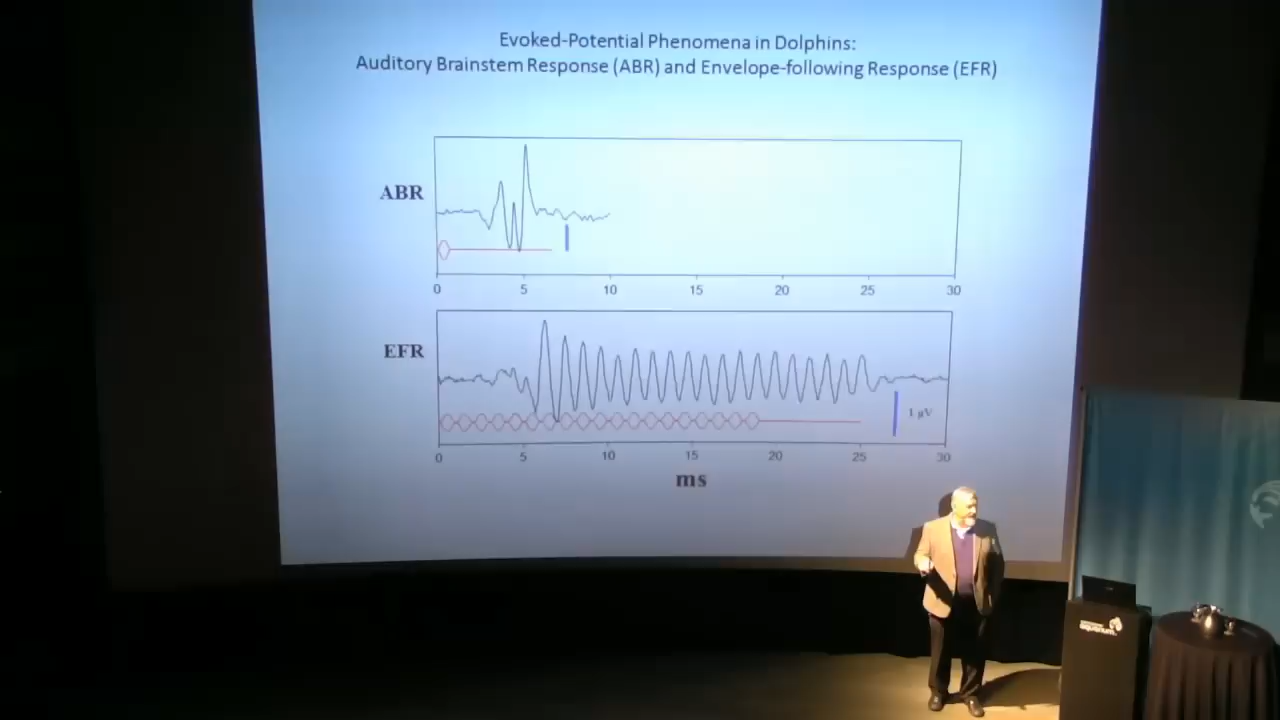 Evoked-Potential Phenomena in Dolphins:
Auditory Brainstem Response (ABR) and Envelope-following Response (EFR)
ABR
0 5 10 15 20 25 30
EFR
1 μV
0 5 10 15 20 25 30
ms
aquarium